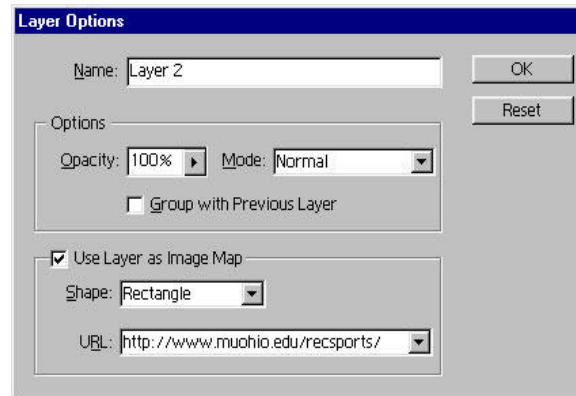 Layer Options
Name: Layer 2
OK
Reset
Options
Opacity: 100% Mode: Normal
Group with Previous Layer
Use Layer as Image Map
Shape: Rectangle
URL: http://www.muohio.edu/recsports/